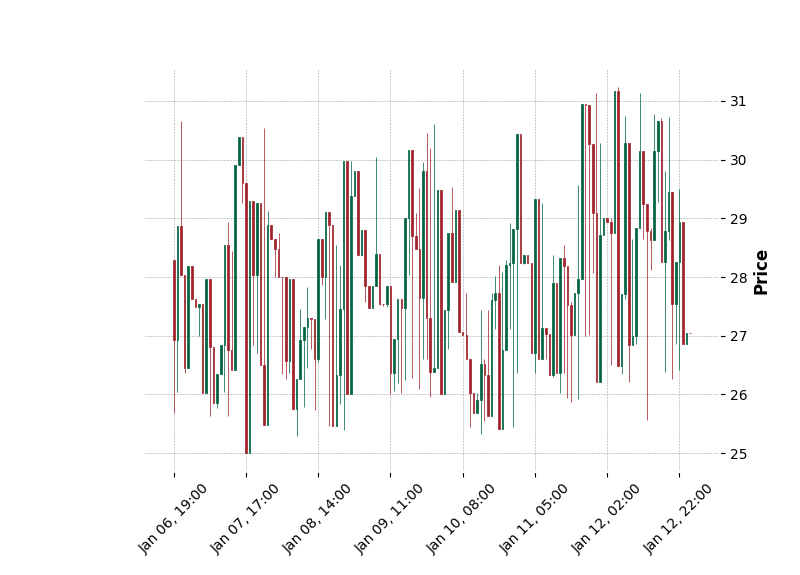 31
30
29
28
27
26
25
Price
Jan 06, 19:00
Jan 07, 17:00
Jan 08, 14:00
Jan 09, 11:00
Jan 10, 08:00
Jan 11, 05:00
Jan 12, 02:00
Jan 12, 22:00